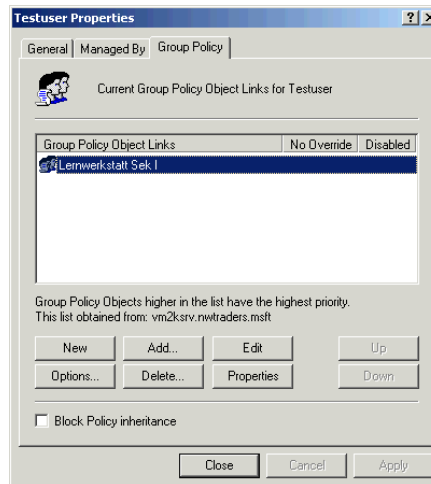 Testuser Properties
General Managed By Group Policy
Current Group Policy Object Links for Testuser
Group Policy Object Links No Override Disabled
Lernwerkstatt Sek I
Group Policy Objects higher in the list have the highest priority.
This list obtained from: vm2ksrv.nwtraders.msft
New Add... Edit Up
Options... Delete... Properties Down
Block Policy inheritance
Close Cancel Apply